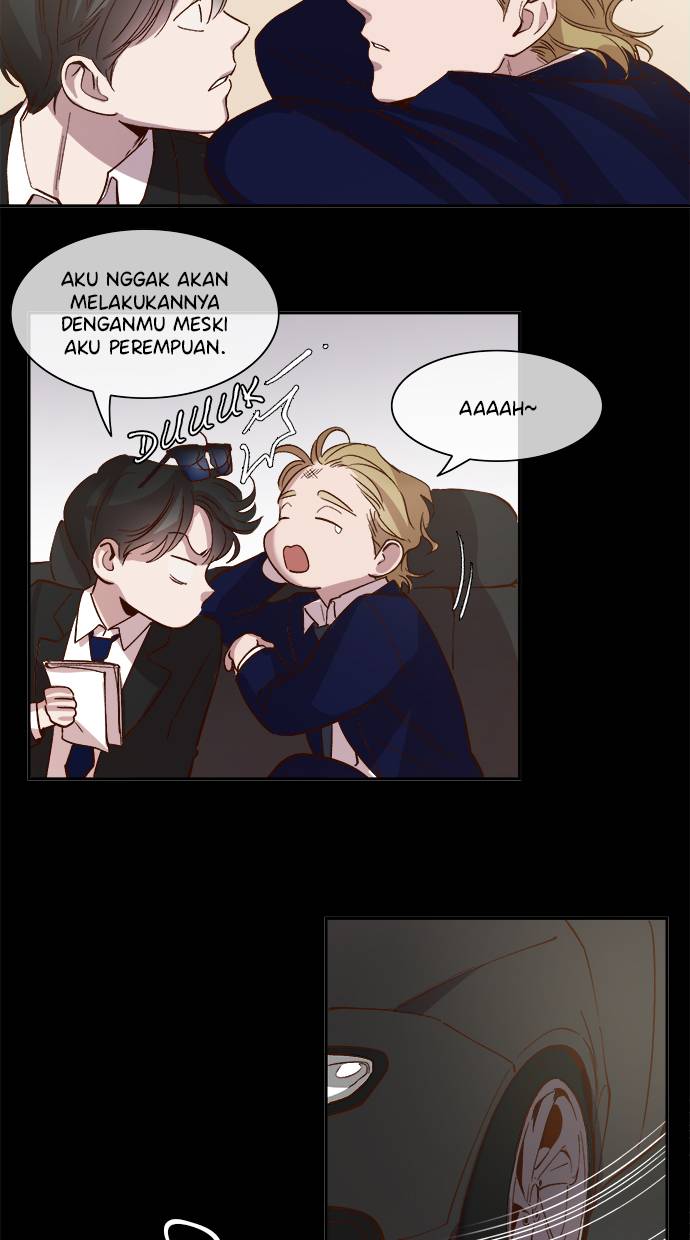 AKU NGGAK AKAN
MELAKUKANNYA
DENGANMU MESKI
AKU PEREMPUAN.
DUUUK
AAAAH~